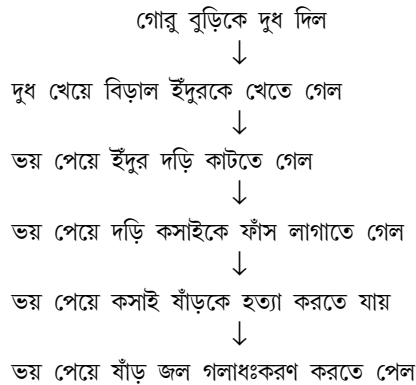 গোরু বুড়িকে দুধ দিল
↓
দুধ খেয়ে বিড়াল ইঁদুরকে খেতে গেল
↓
ভয় পেয়ে ইঁদুর দড়ি কাটতে গেল
↓
ভয় পেয়ে দড়ি কসাইকে ফাঁস লাগাতে গেল
↓
ভয় পেয়ে কসাই ষাঁড়কে হত্যা করতে যায়
↓
ভয় পেয়ে ষাঁড় জল গলাধঃকরণ করতে পেল